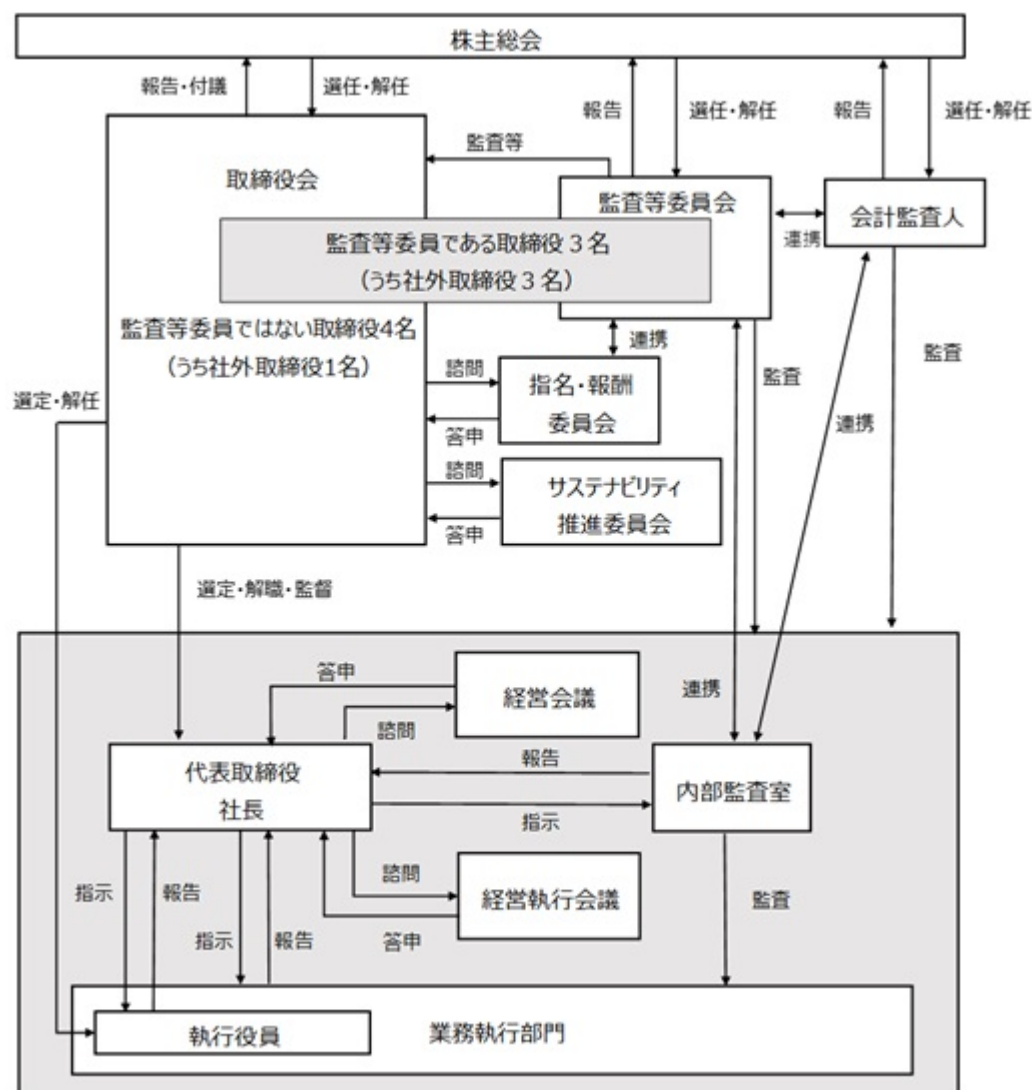 株主総会
報告・付議
選任・解任
報告
選任・解任
報告
選任・解任
監査等
取締役会
監査等委員会
会計監査人
連携
監査等委員である取締役3名
(うち社外取締役3名)
監査等委員ではない取締役4名
(うち社外取締役1名)
連携
監査
監査
選定・解任
諮問
答申
指名・報酬
委員会
連携
諮問
答申
サステナビリティ
推進委員会
選定・解職・監督
答申
諮問
経営会議
連携
代表取締役
社長
報告
指示
内部監査室
指示
報告
指示
報告
諮問
答申
経営執行会議
監査
執行役員
業務執行部門